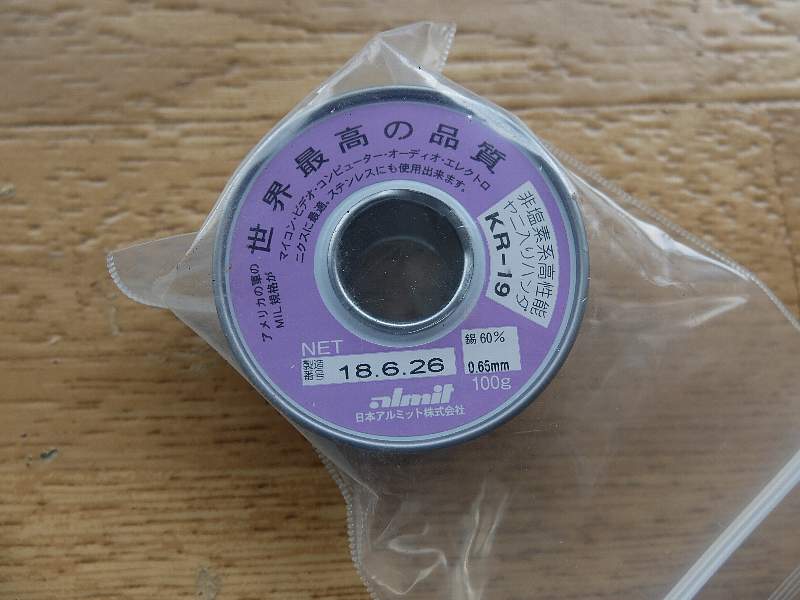 アメリカの軍の
MIL規格が
世界最高の品質
マイコン・ビデオ・コンピューター・オーディオ・エレクトロ
ニクスに最適。ステンレスにも使用出来ます。
非塩素系高性能
ヤニ入りハンダ
KR-19
NET
錫60%
0.65mm
100g
製造
番号
18.6.26
almit
日本アルミット株式会社